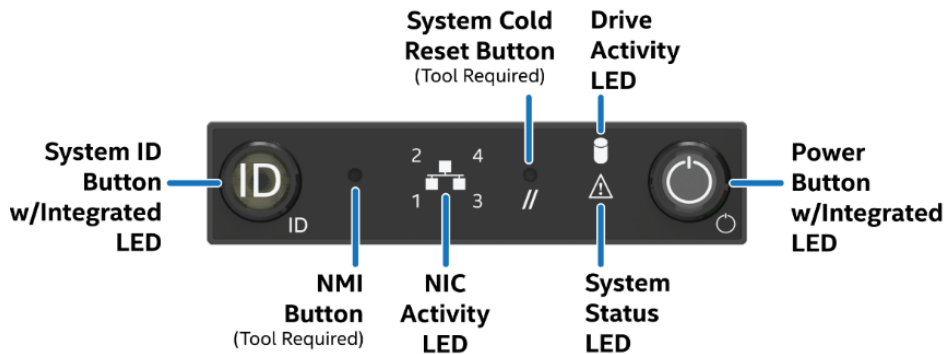 System Cold
Reset Button
(Tool Required)
Drive
Activity
LED
System ID
Button
w/Integrated
LED
ID
ID
2 4
1 3
//
Power
Button
w/Integrated
LED
NMI
Button
(Tool Required)
NIC
Activity
LED
System
Status
LED